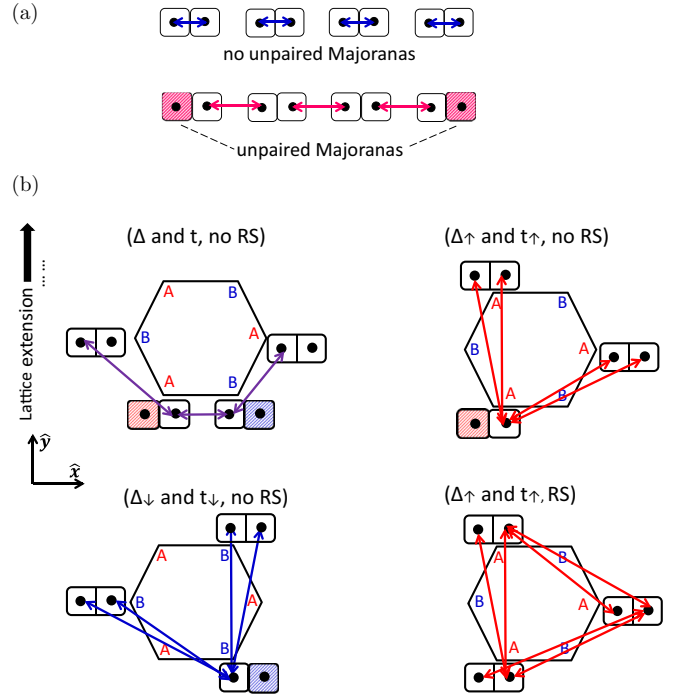 (a)
no unpaired Majoranas
unpaired Majoranas
(b)
(Δ and t, no RS)
(Δ↑ and t↑, no RS)
Lattice extension
... ...
A
B
B
A
A
B
A
B
B
A
A
B
ŷ
x̂
(Δ↓ and t↓, no RS)
(Δ↑ and t↑, RS)
A
B
B
A
A
B
A
B
B
A
A
B